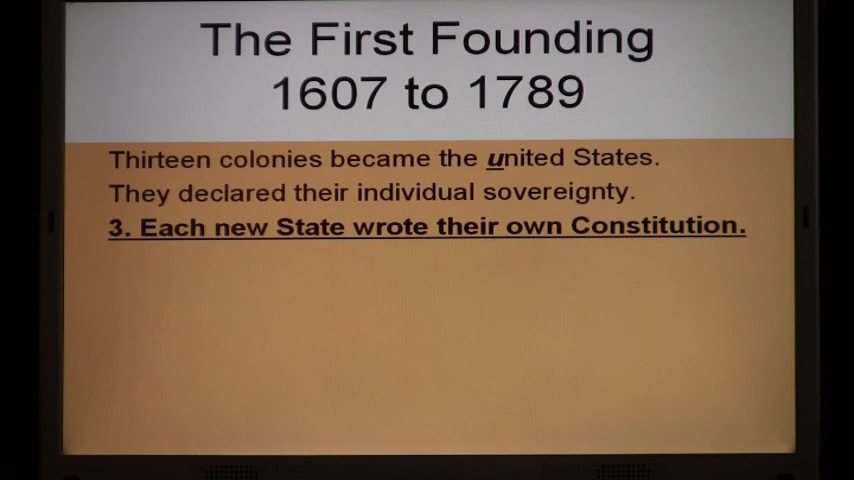 The First Founding
1607 to 1789
Thirteen colonies became the united States.
They declared their individual sovereignty.
3. Each new State wrote their own Constitution.